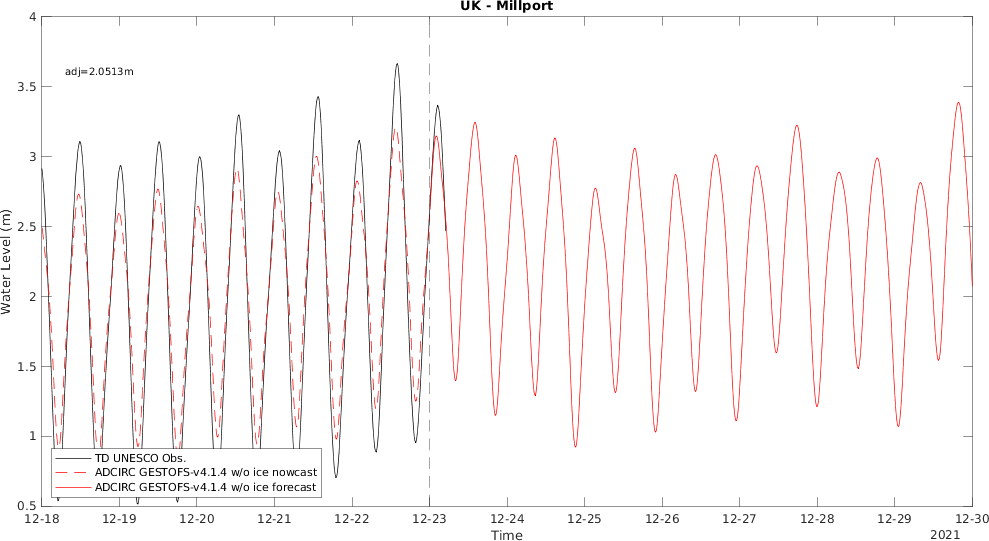 UK - Millport
adj=2.0513m
Water Level (m)
4
3.5
3
2.5
2
1.5
1
0.5
TD UNESCO Obs.
ADCIRC GESTOFS-v4.1.4 w/o ice nowcast
ADCIRC GESTOFS-v4.1.4 w/o ice forecast
12-18 12-19 12-20 12-21 12-22 12-23 12-24 12-25 12-26 12-27 12-28 12-29 12-30
Time
2021